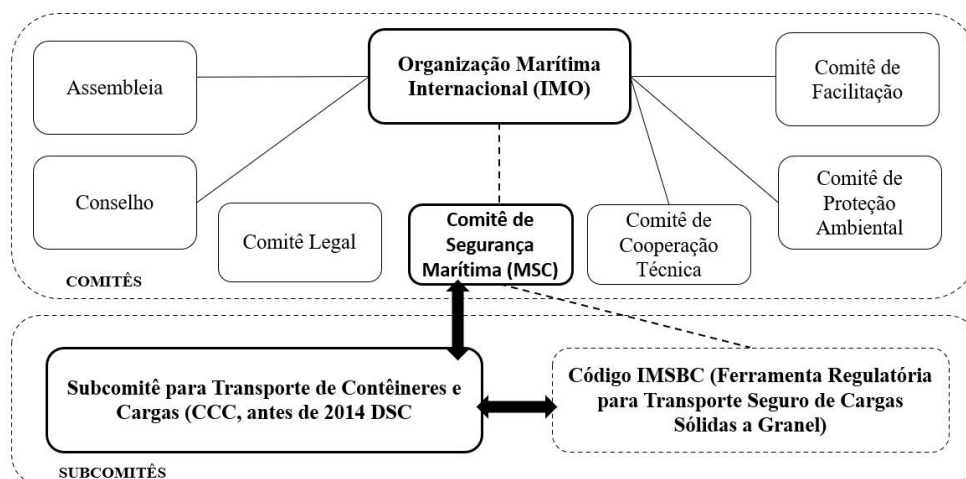 Assembleia
Organização Marítima
Internacional (IMO)
Comitê de
Facilitação
Conselho
Comitê Legal
Comitê de
Segurança
Marítima (MSC)
Comitê de
Cooperação
Técnica
Comitê de
Proteção
Ambiental
COMITÊS
Subcomitê para Transporte de Contêineres e
Cargas (CCC, antes de 2014 DSC
Código IMSBC (Ferramenta Regulatória
para Transporte Seguro de Cargas
Sólidas a Granel)
SUBCOMITÊS